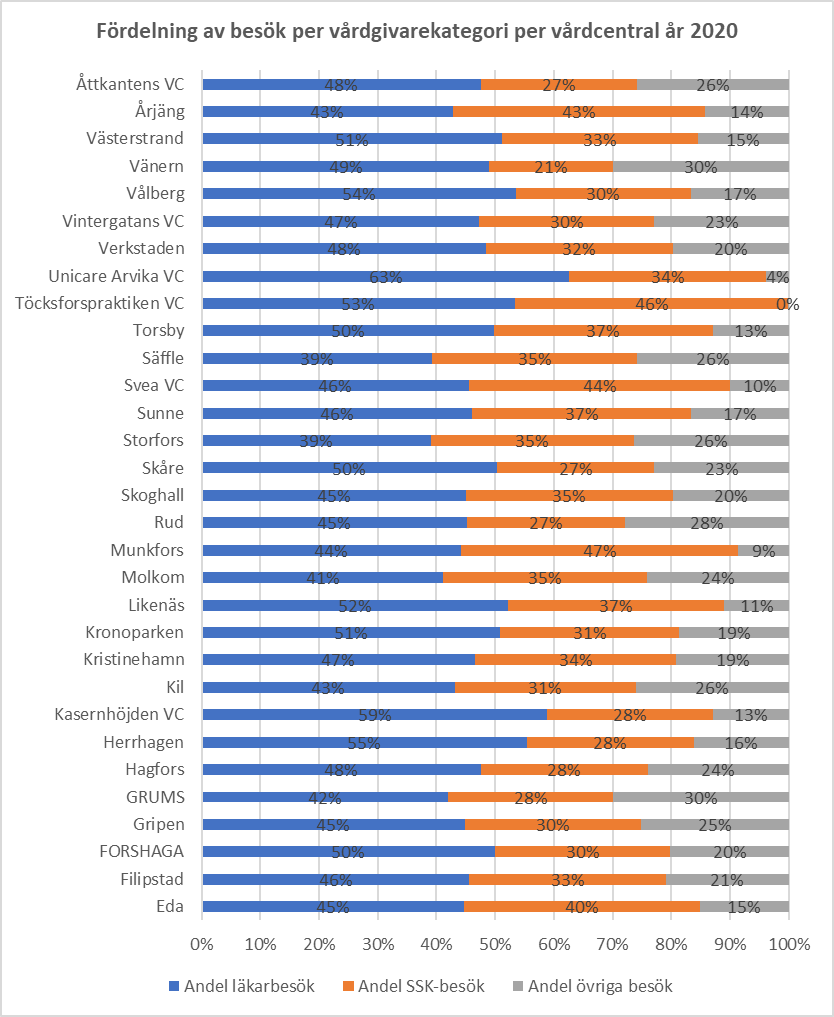 Fördelning av besök per vårdgivarekategori per vårdcentral år 2020
Åttkantens VC 48% 27% 26%
Årjäng 43% 43% 14%
Västerstrand 51% 33% 15%
Vänern 49% 21% 30%
Vålberg 54% 30% 17%
Vintergatans VC 47% 30% 23%
Verkstaden 48% 32% 20%
Unicare Arvika VC 63% 34% 4%
Töcksforspraktiken VC 53% 46% 0%
Torsby 50% 37% 13%
Säffle 39% 35% 26%
Svea VC 46% 44% 10%
Sunne 46% 37% 17%
Storfors 39% 35% 26%
Skåre 50% 27% 23%
Skoghall 45% 35% 20%
Rud 45% 27% 28%
Munkfors 44% 47% 9%
Molkom 41% 35% 24%
Likenäs 52% 37% 11%
Kronoparken 51% 31% 19%
Kristinehamn 47% 34% 19%
Kil 43% 31% 26%
Kasernhöjden VC 59% 28% 13%
Herrhagen 55% 28% 16%
Hagfors 48% 28% 24%
GRUMS 42% 28% 30%
Gripen 45% 30% 25%
FORSHAGA 50% 30% 20%
Filipstad 46% 33% 21%
Eda 45% 40% 15%
0% 10% 20% 30% 40% 50% 60% 70% 80% 90% 100%
Andel läkarbesök Andel SSK-besök Andel övriga besök